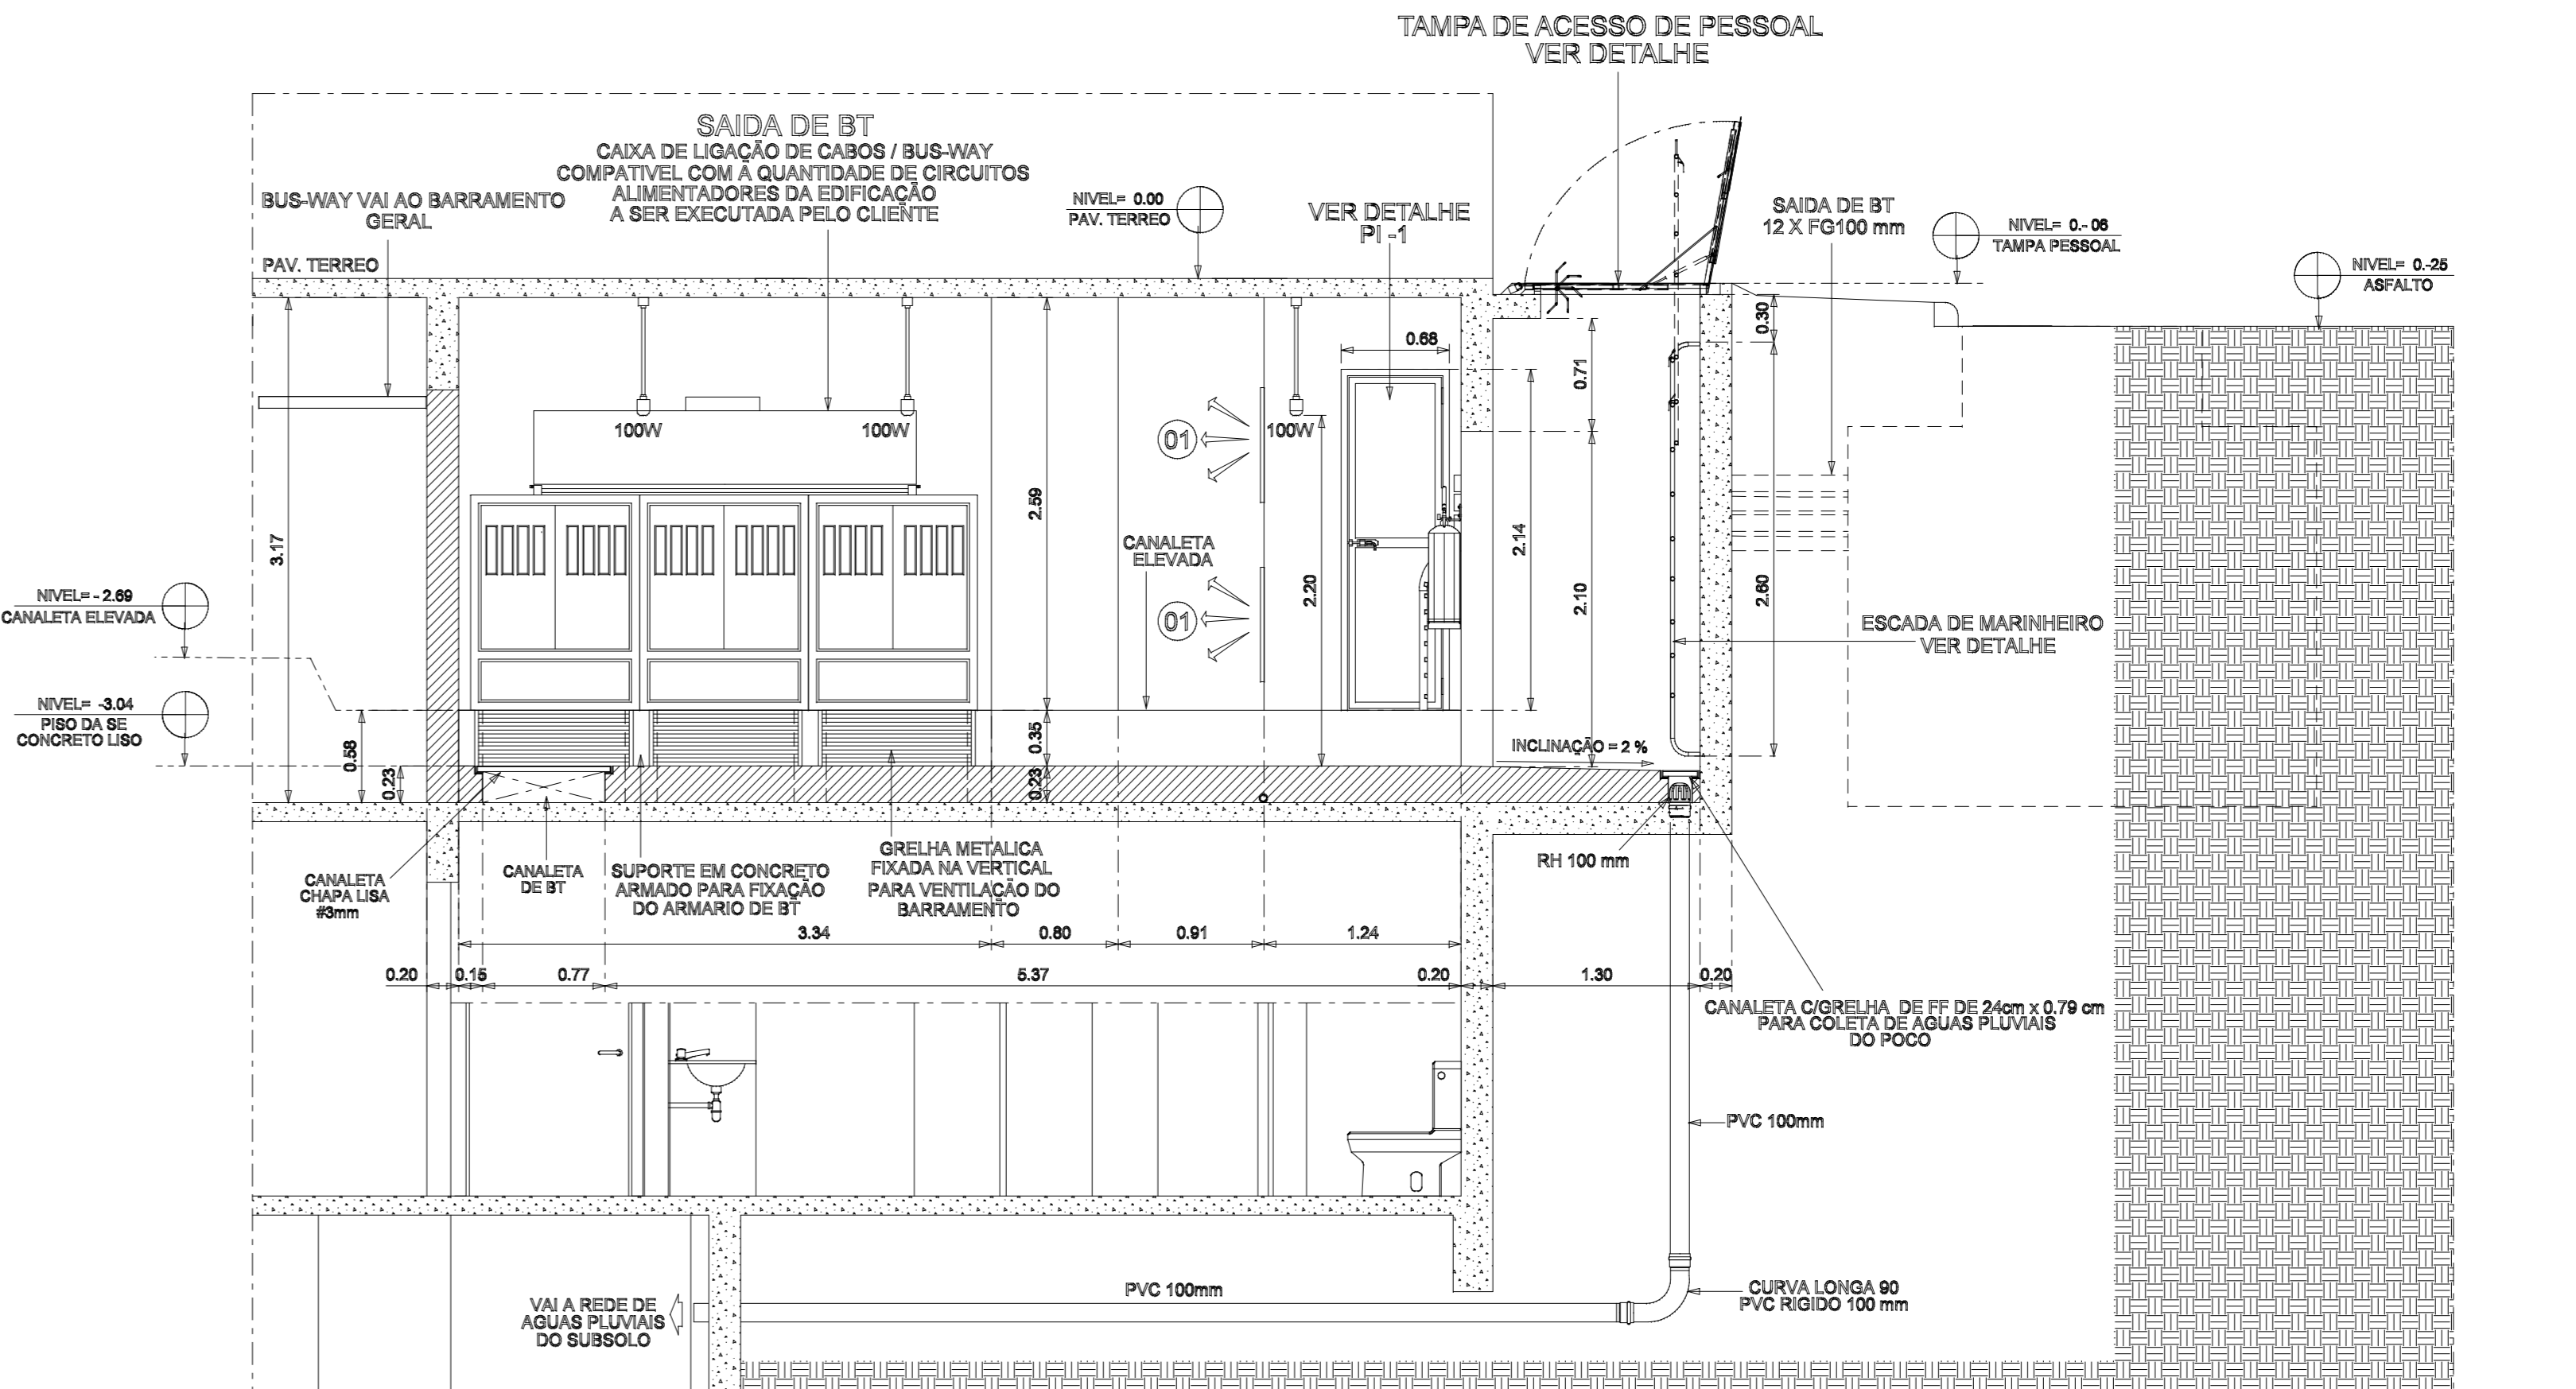 TAMPA DE ACESSO DE PESSOAL
VER DETALHE
SAIDA DE BT
CAIXA DE LIGAÇÃO DE CABOS / BUS-WAY
COMPATIVEL COM A QUANTIDADE DE CIRCUITOS
ALIMENTADORES DA EDIFICAÇÃO
A SER EXECUTADA PELO CLIENTE
BUS-WAY VAI AO BARRAMENTO
GERAL
PAV. TERREO
NIVEL= 0.00
PAV. TERREO
VER DETALHE
PI -1
SAIDA DE BT
12 X FG100 mm
NIVEL= 0.- 06
TAMPA PESSOAL
NIVEL= 0.-25
ASFALTO
0.30
0.68
0.71
100W
100W
100W
01
3.17
2.59
2.20
2.14
2.10
2.60
CANALETA
ELEVADA
01
NIVEL= - 2.69
CANALETA ELEVADA
ESCADA DE MARINHEIRO
VER DETALHE
NIVEL= -3.04
PISO DA SE
CONCRETO LISO
0.58
0.23
0.35
0.23
INCLINAÇÃO = 2 %
CANALETA
CHAPA LISA
#3mm
CANALETA
DE BT
SUPORTE EM CONCRETO
ARMADO PARA FIXAÇÃO
DO ARMARIO DE BT
GRELHA METALICA
FIXADA NA VERTICAL
PARA VENTILAÇÃO DO
BARRAMENTO
RH 100 mm
3.34
0.80
0.91
1.24
0.20
0.15
0.77
5.37
0.20
1.30
0.20
CANALETA C/GRELHA DE FF DE 24cm x 0.79 cm
PARA COLETA DE AGUAS PLUVIAIS
DO POCO
PVC 100mm
PVC 100mm
CURVA LONGA 90
PVC RIGIDO 100 mm
VAI A REDE DE
AGUAS PLUVIAIS
DO SUBSOLO